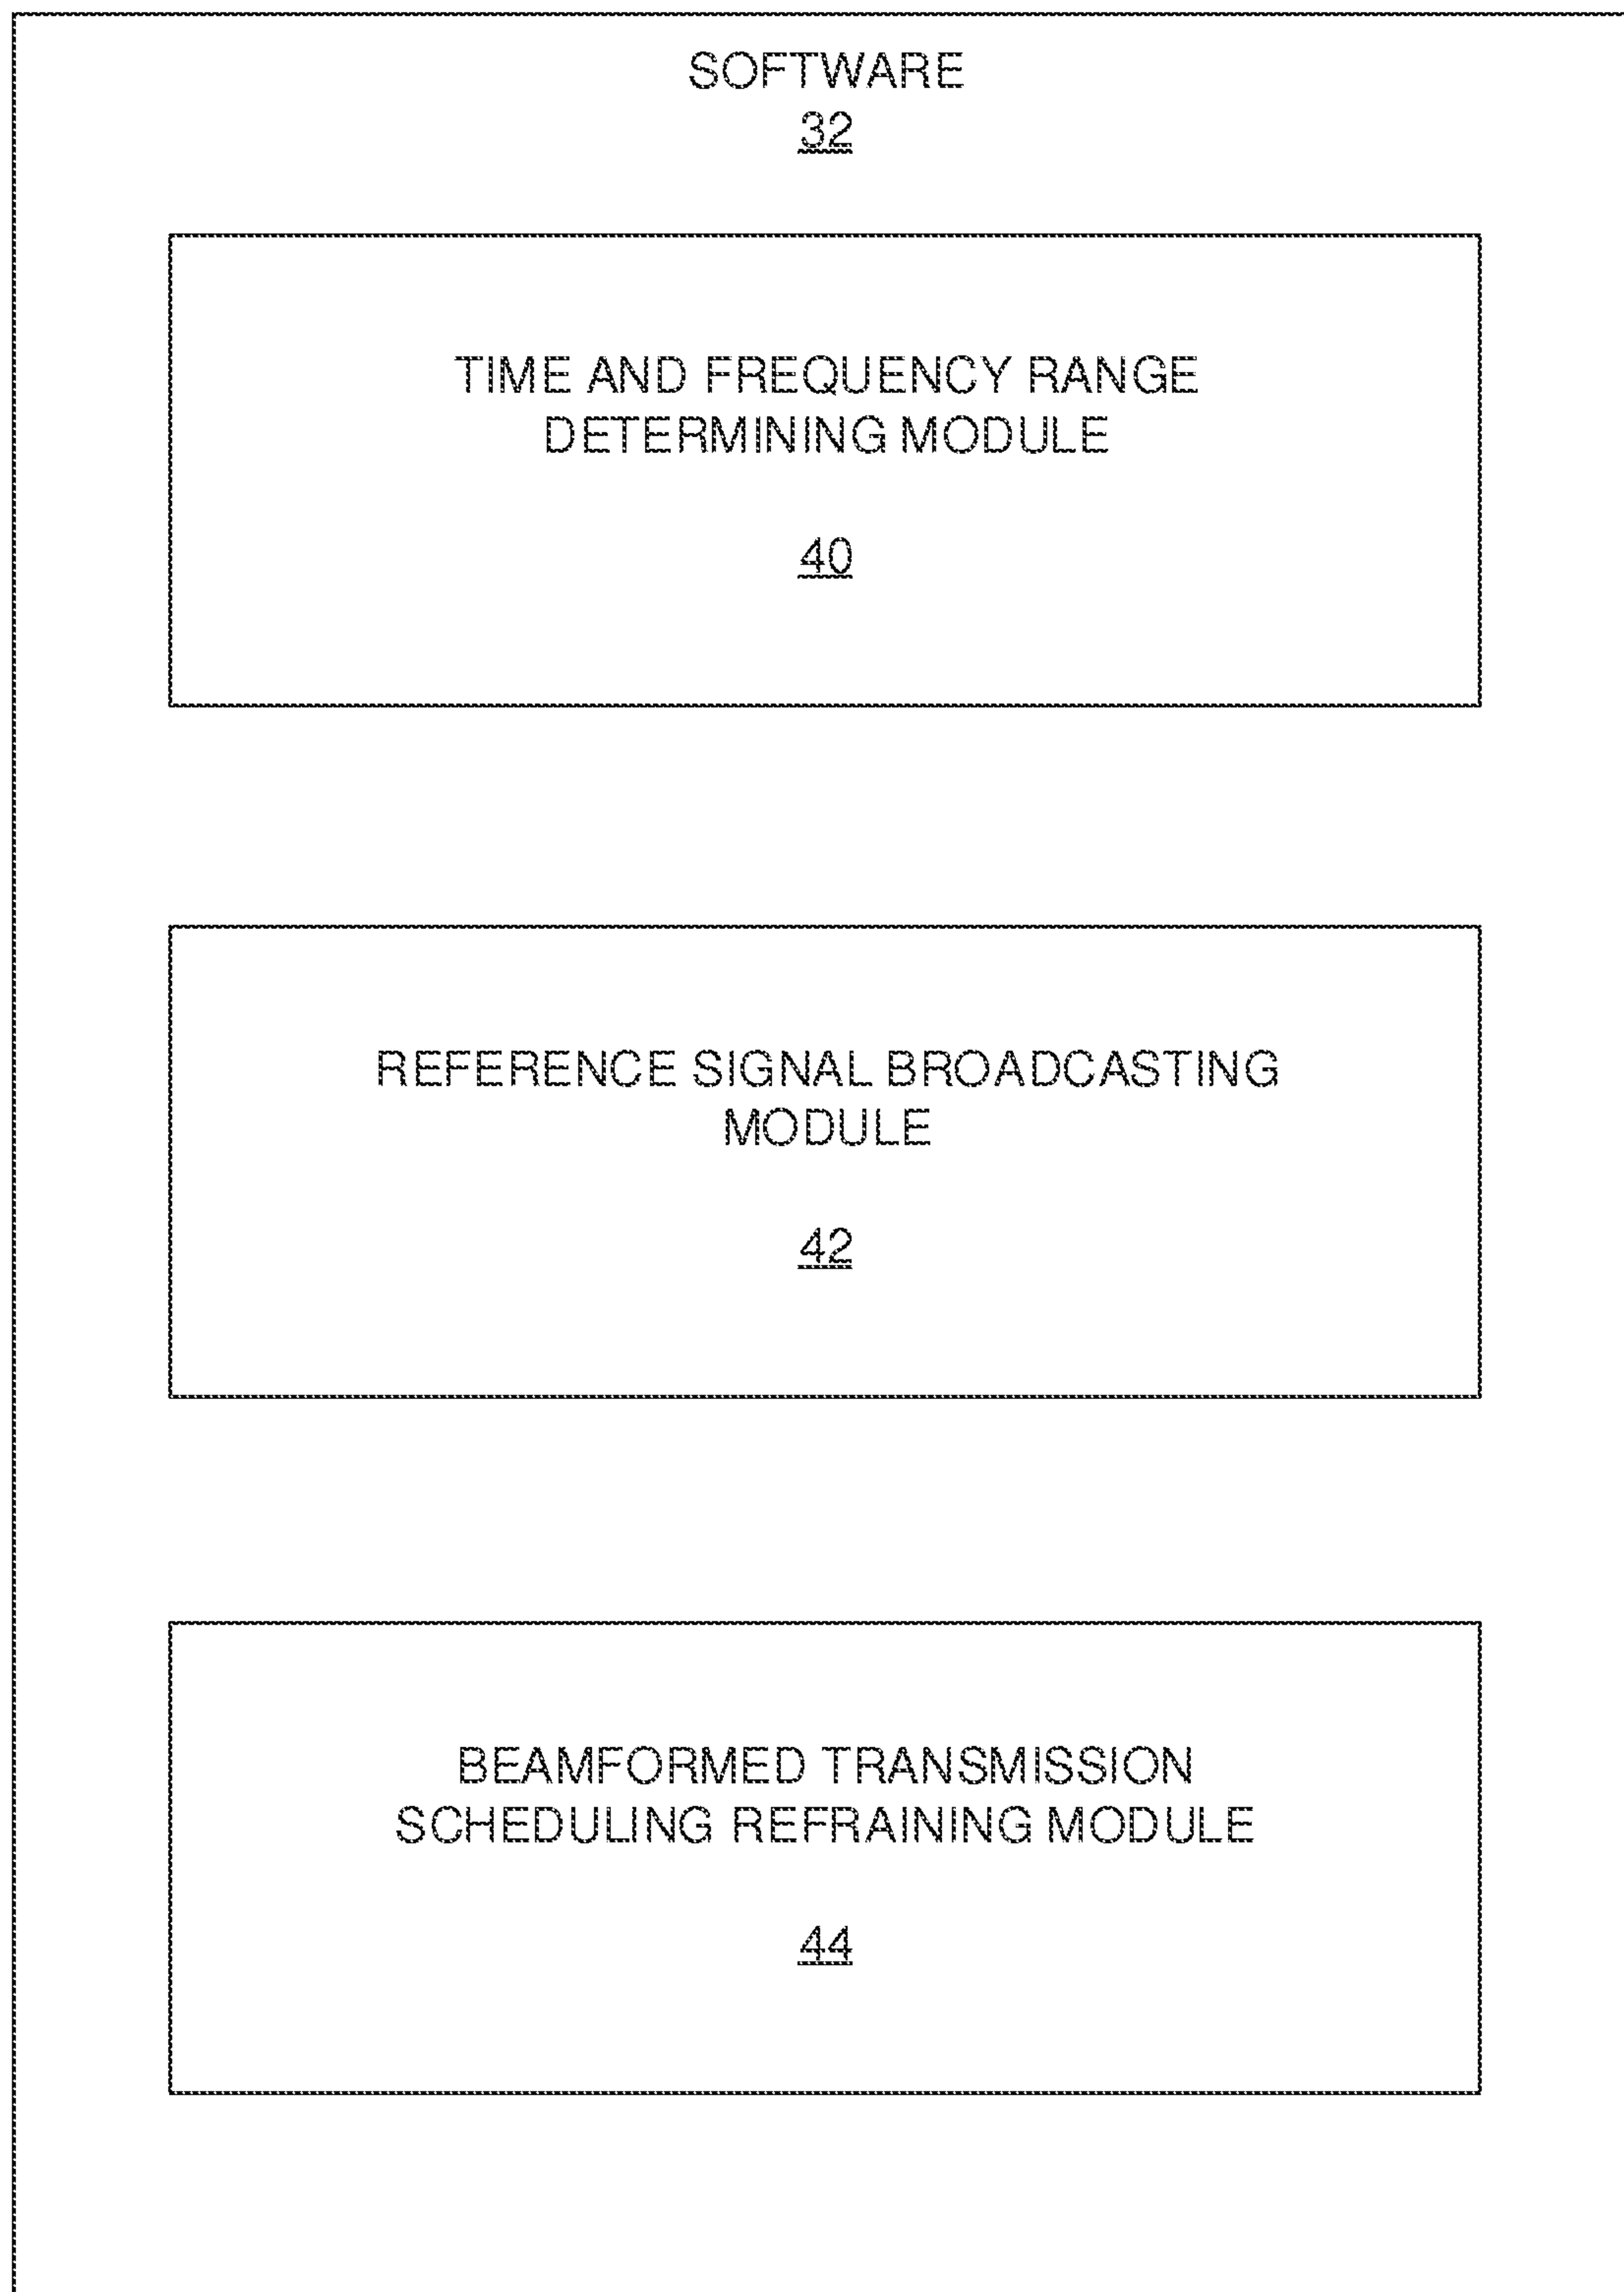 SOFTWARE
32
TIME AND FREQUENCY RANGE
DETERMINING MODULE
40
REFERENCE SIGNAL BROADCASTING
MODULE
42
BEAMFORMED TRANSMISSION
SCHEDULING REFRAINING MODULE
44